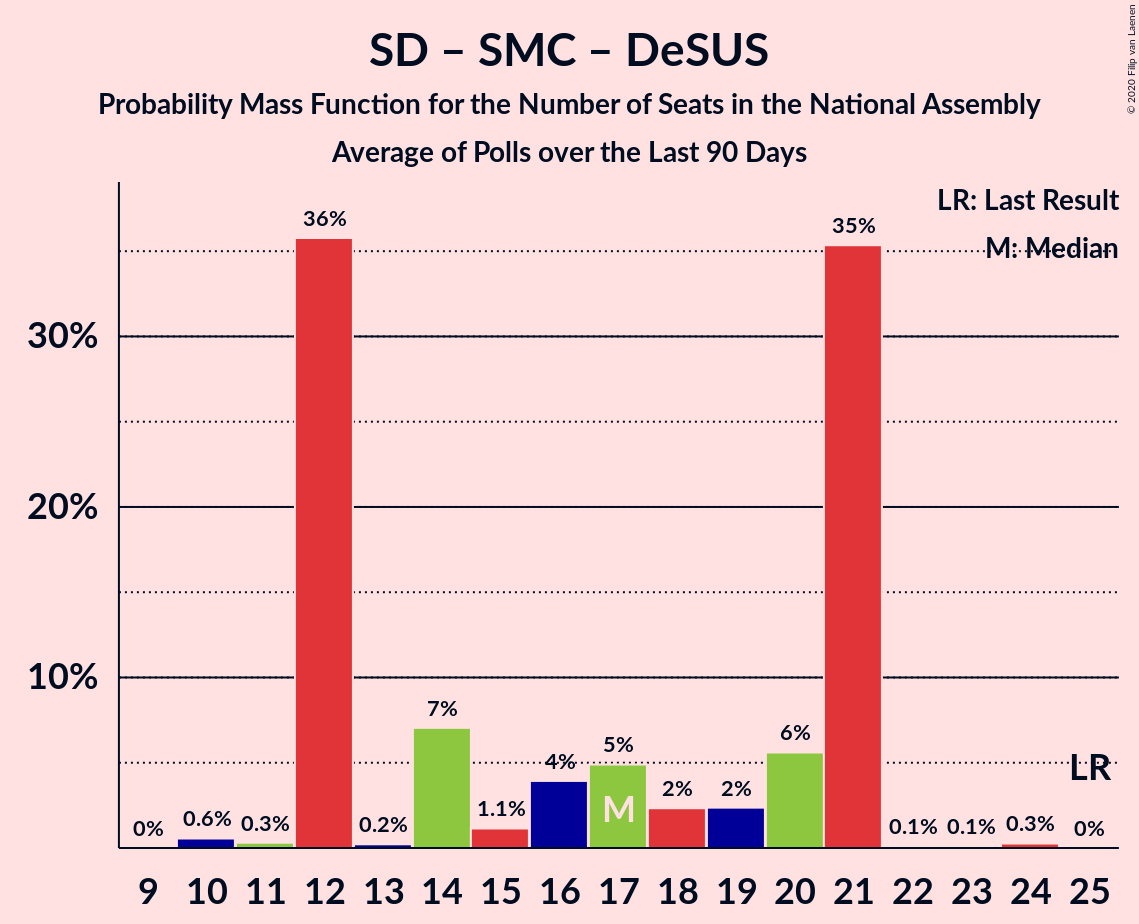 SD – SMC – DeSUS
Probability Mass Function for the Number of Seats in the National Assembly
Average of Polls over the Last 90 Days
© 2020 Filip van Laenen
LR: Last Result
M: Median
30%
20%
10%
0%
0.6%
0.3%
36%
0.2%
7%
1.1%
4%
5%
2%
2%
6%
35%
0.1%
0.1%
0.3%
0%
M
LR
9 10 11 12 13 14 15 16 17 18 19 20 21 22 23 24 25